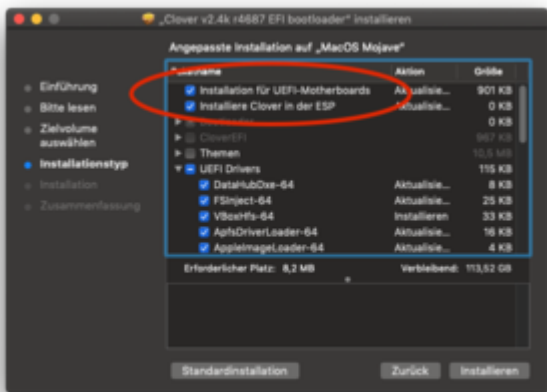 „Clover v2.4k r4687 EFI bootloader“ installieren
Angepasste Installation auf „MacOS Mojave“
Paketname Aktion Größe
Einführung
Bitte lesen
Zielvolume
auswählen
Installationstyp
Installation
Zusammenfassung
Installation für UEFI-Motherboards Aktualisie... 901 KB
Installiere Clover in der ESP Aktualisie... 0 KB
Bootloader 0 KB
CloverEFI 967 KB
Themen 10,5 MB
UEFI Drivers 115 KB
DataHubDxe-64 Aktualisie... 8 KB
FSInject-64 Aktualisie... 25 KB
VBoxHfs-64 Installieren 33 KB
ApfsDriverLoader-64 Aktualisie... 16 KB
AppleImageLoader-64 Aktualisie... 4 KB
Erforderlicher Platz: 8,2 MB Verbleibend: 113,52 GB
Standardinstallation Zurück Installieren